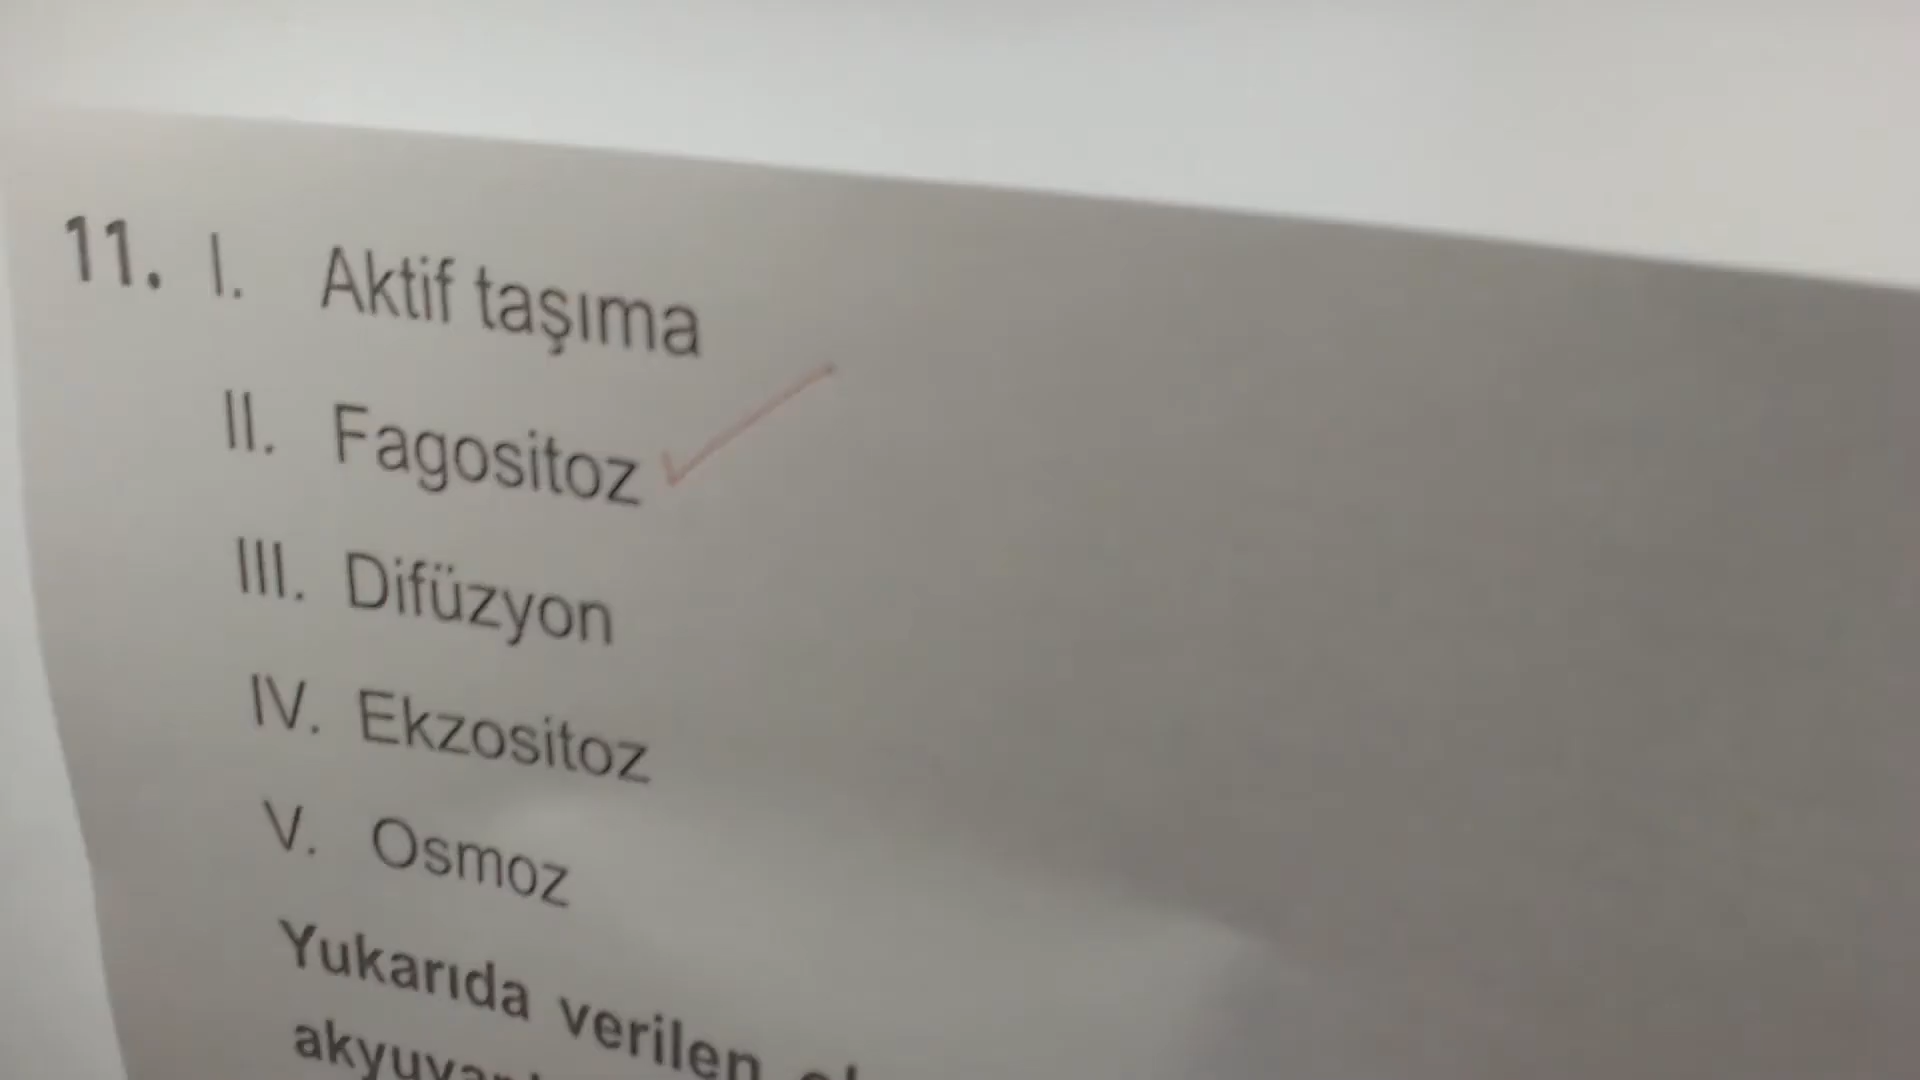 11. I. Aktif taşıma
II. Fagositoz
III. Difüzyon
IV. Ekzositoz
V. Osmoz
Yukarıda verilen